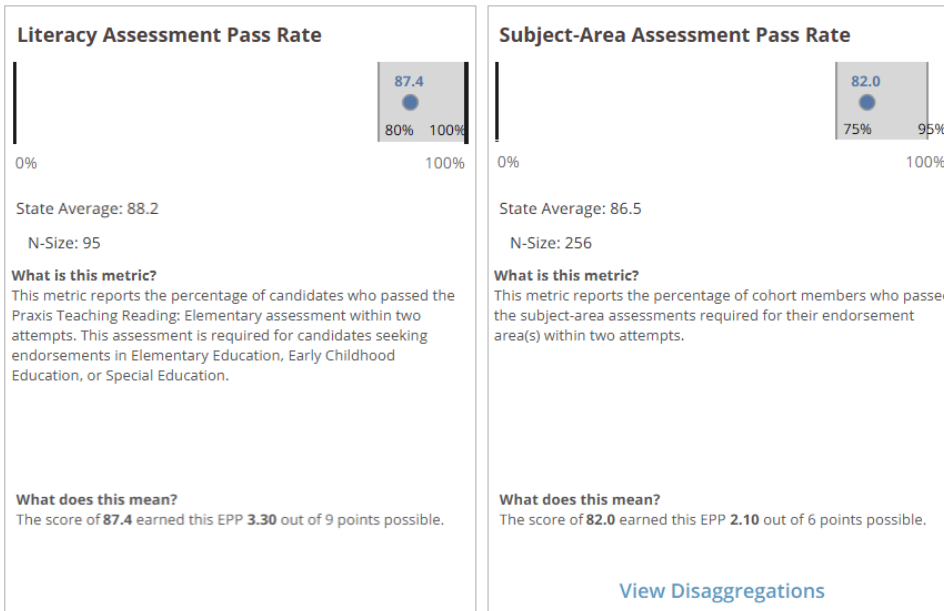 Literacy Assessment Pass Rate
87.4
80% 100%
0% 100%
State Average: 88.2
N-Size: 95
What is this metric?
This metric reports the percentage of candidates who passed the
Praxis Teaching Reading: Elementary assessment within two
attempts. This assessment is required for candidates seeking
endorsements in Elementary Education, Early Childhood
Education, or Special Education.
What does this mean?
The score of 87.4 earned this EPP 3.30 out of 9 points possible.
Subject-Area Assessment Pass Rate
82.0
75% 95%
0% 100%
State Average: 86.5
N-Size: 256
What is this metric?
This metric reports the percentage of cohort members who passed
the subject-area assessments required for their endorsement
area(s) within two attempts.
What does this mean?
The score of 82.0 earned this EPP 2.10 out of 6 points possible.
View Disaggregations